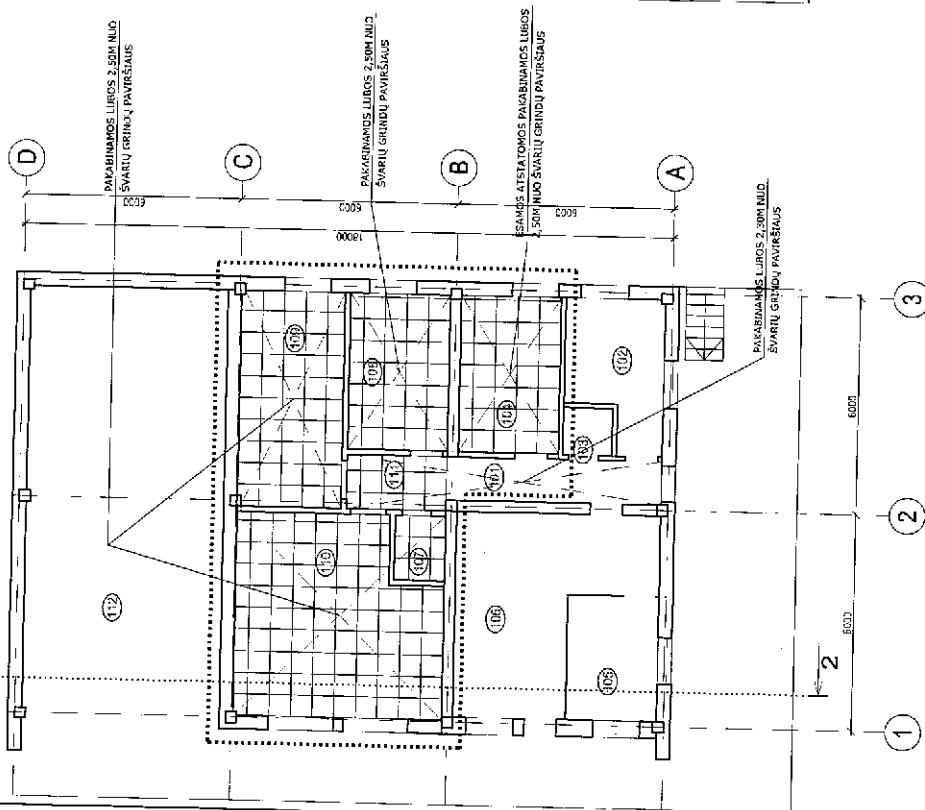 PAKABINAMOS LUBOS 2,50M NUO
ŠVARIŲ GRINDŲ PAVIRŠIAUS
PAKABINAMOS LUBOS 2,50M NUO
ŠVARIŲ GRINDŲ PAVIRŠIAUS
ESAMOS ATSTATOMOS PAKABINAMOS LUBOS
2,50M NUO ŠVARIŲ GRINDŲ PAVIRŠIAUS
PAKABINAMOS LUBOS 2,30M NUO
ŠVARIŲ GRINDŲ PAVIRŠIAUS
D
C
B
A
6000
6000
6000
18000
3
2
1
6000
6000
109
108
102
103
111
101
110
107
106
105
112
2